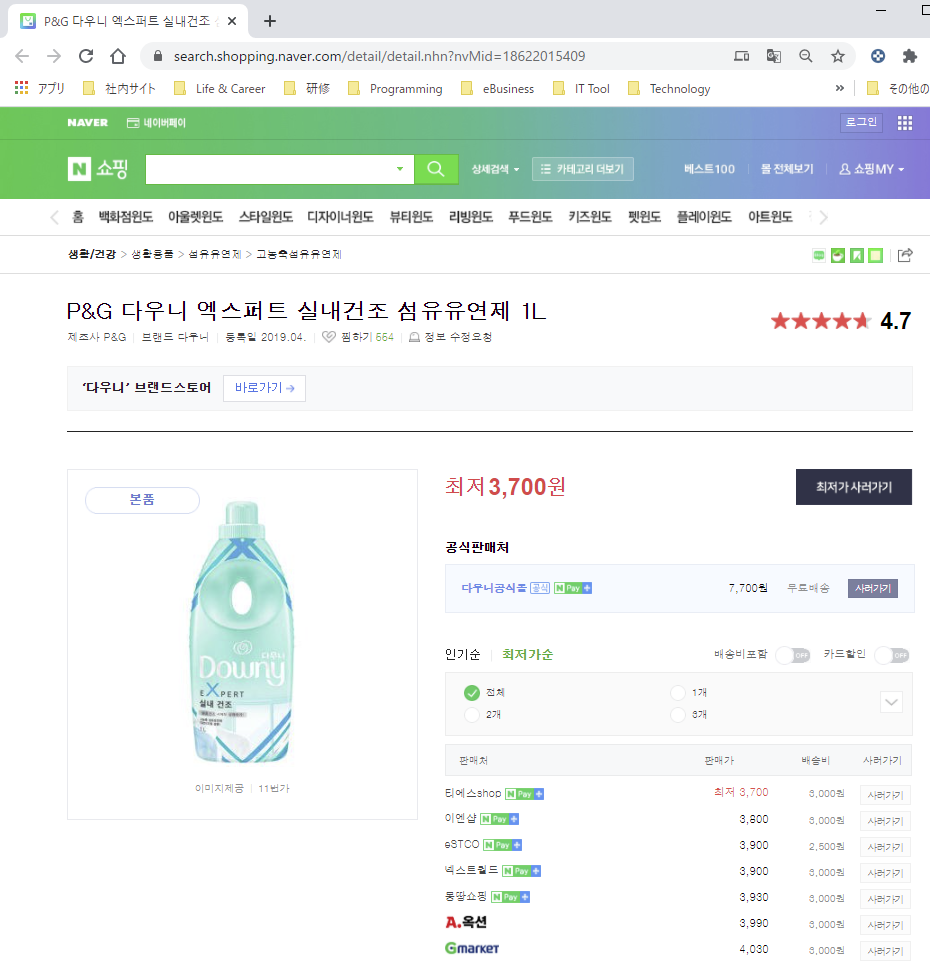 P&G 다우니 엑스퍼트 실내건조
search.shopping.naver.com/detail/detail.nhn?nvMid=18622015409
アプリ 社内サイト Life & Career 研修 Programming eBusiness IT Tool Technology » その他の
NAVER 네이버페이 로그인
N 쇼핑 상세검색 카테고리 더보기 베스트100 몰 전체보기 쇼핑MY
홈 백화점윈도 아울렛윈도 스타일윈도 디자이너윈도 뷰티윈도 리빙윈도 푸드윈도 키즈윈도 펫윈도 플레이윈도 아트윈도
생활/건강 > 생활용품 > 섬유유연제 > 고농축섬유유연제
P&G 다우니 엑스퍼트 실내건조 섬유유연제 1L
4.7
제조사 P&G 브랜드 다우니 등록일 2019.04. 찜하기 664 정보 수정요청
‘다우니’ 브랜드스토어 바로가기 →
본품
다우니
Downy
EXPERT
실내 건조
이미지제공 11번가
최저 3,700원 최저가 사러가기
공식판매처
다우니공식몰 공식 N Pay + 7,700원 무료배송 사러가기
인기순 최저가순 배송비포함 OFF 카드할인 OFF
전체 1개
2개 3개
판매처 판매가 배송비 사러가기
티에스shop N Pay + 최저 3,700 3,000원 사러가기
이엔샵 N Pay + 3,800 3,000원 사러가기
eSTCO N Pay + 3,900 2,500원 사러가기
넥스트월드 N Pay + 3,900 3,000원 사러가기
몽땅쇼핑 N Pay + 3,930 3,000원 사러가기
A.옥션 3,990 3,000원 사러가기
Gmarket 4,030 3,000원 사러가기